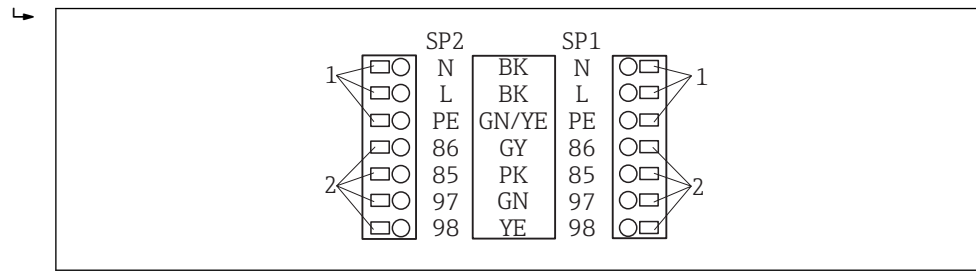 SP2 SP1
1 N BK N 1
L BK L
PE GN/YE PE
86 GY 86
2 85 PK 85 2
97 GN 97
98 YE 98